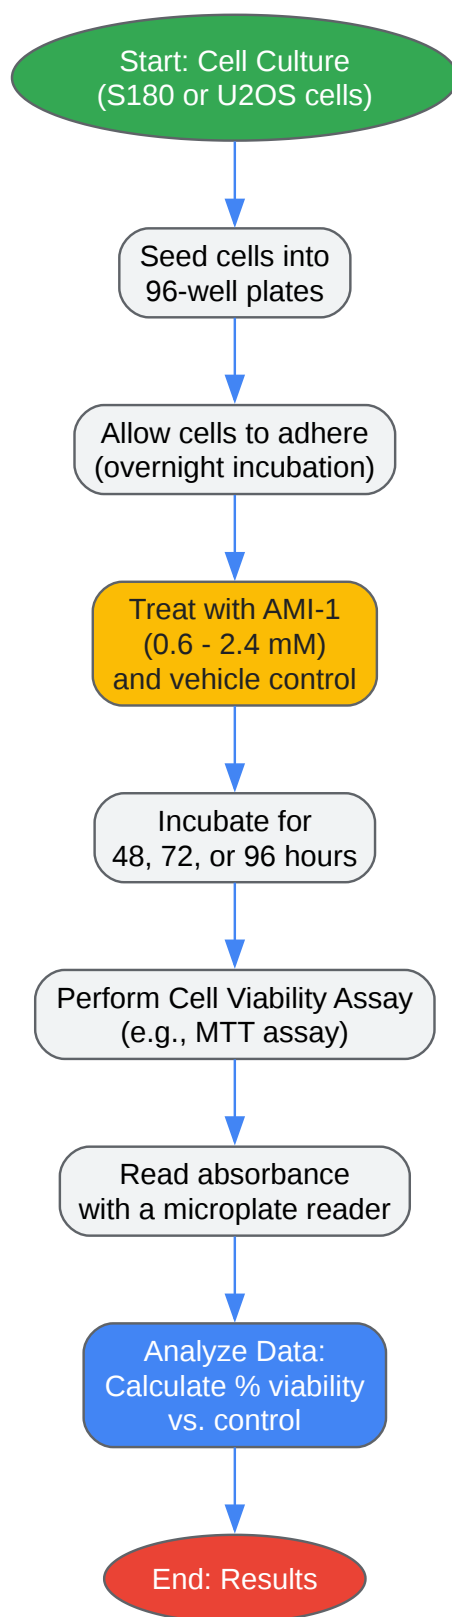 Start: Cell Culture
(S180 or U2OS cells)
Seed cells into
96-well plates
Allow cells to adhere
(overnight incubation)
Treat with AMI-1
(0.6 - 2.4 mM)
and vehicle control
Incubate for
48, 72, or 96 hours
Perform Cell Viability Assay
(e.g., MTT assay)
Read absorbance
with a microplate reader
Analyze Data:
Calculate % viability
vs. control
End: Results